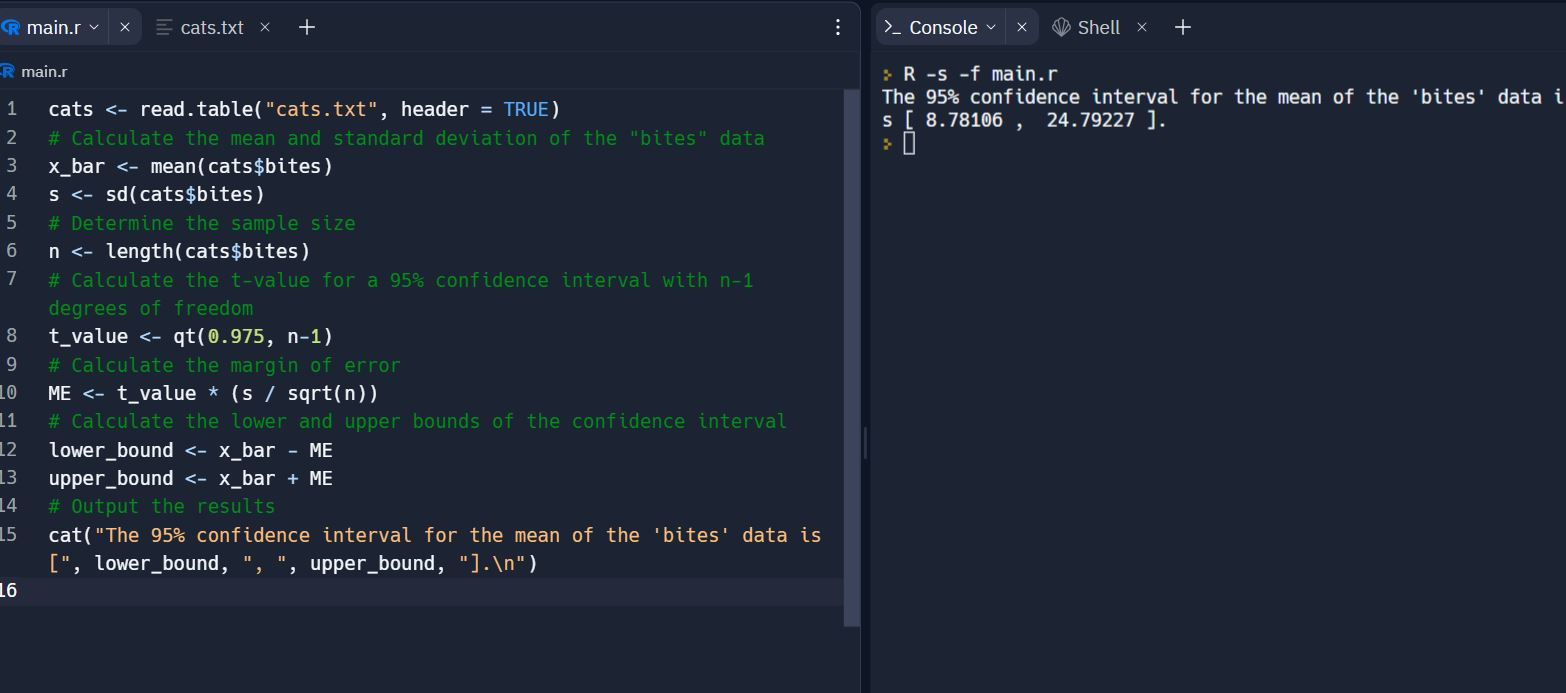 main.r
cats.txt
main.r
1 cats <- read.table("cats.txt", header = TRUE)
2 # Calculate the mean and standard deviation of the "bites" data
3 x_bar <- mean(cats$bites)
4 s <- sd(cats$bites)
5 # Determine the sample size
6 n <- length(cats$bites)
7 # Calculate the t-value for a 95% confidence interval with n-1
degrees of freedom
8 t_value <- qt(0.975, n-1)
9 # Calculate the margin of error
10 ME <- t_value * (s / sqrt(n))
11 # Calculate the lower and upper bounds of the confidence interval
12 lower_bound <- x_bar - ME
13 upper_bound <- x_bar + ME
14 # Output the results
15 cat("The 95% confidence interval for the mean of the 'bites' data is
[", lower_bound, ", ", upper_bound, "].\n")
16
Console
Shell
R -s -f main.r
The 95% confidence interval for the mean of the 'bites' data i
s [ 8.78106 ,  24.79227 ].